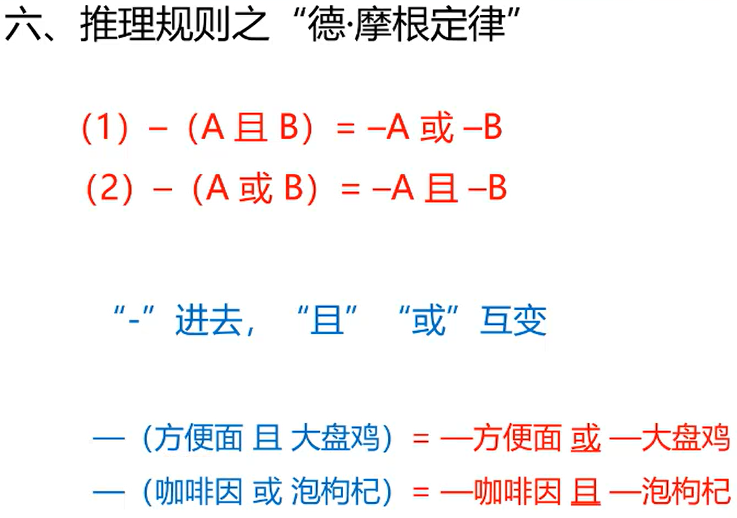 六、推理规则之“德·摩根定律”
（1）–（A 且 B）= –A 或 –B
（2）–（A 或 B）= –A 且 –B
“-”进去，“且”“或”互变
—（方便面 且 大盘鸡）= —方便面 或 —大盘鸡
—（咖啡因 或 泡枸杞）= —咖啡因 且 —泡枸杞